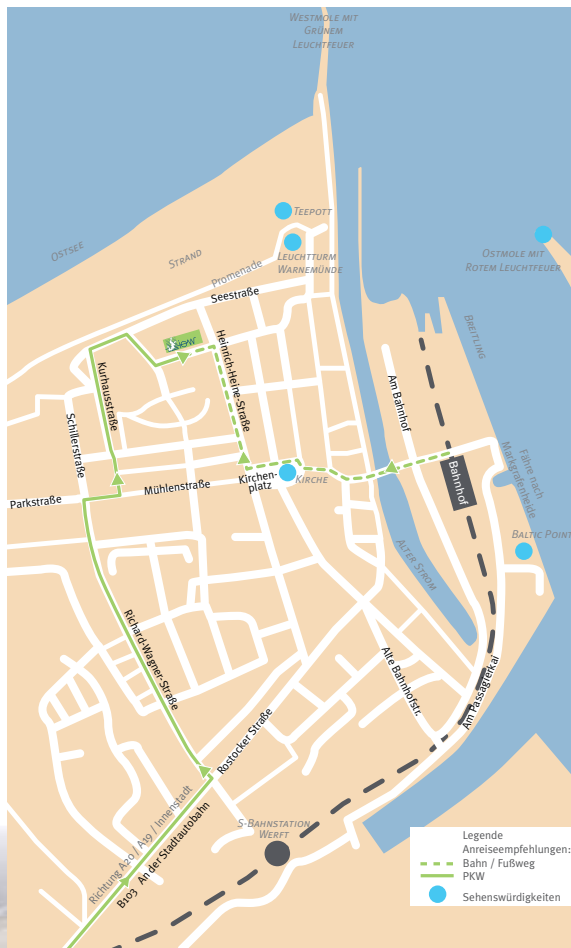 Westmole mit
Grünem
Leuchtfeuer
Teepott
Ostsee
Strand
Leuchtturm
Warnemünde
Ostmole mit
Rotem Leuchtfeuer
Promenade
Seestraße
Breitling
Heinrich-Heine-Straße
Kurhausstraße
Am Bahnhof
Schillerstraße
Fähre nach
Markgrafenheide
Bahnhof
Kirchen-
platz
Kirche
Mühlenstraße
Parkstraße
Baltic Point
Alter Strom
Richard-Wagner-Straße
Alte Bahnhofstr.
Am Passagierkai
Rostocker Straße
Richtung A20 / A19 / Innenstadt
B103 An der Stadtautobahn
S-Bahnstation
Werft
Legende
Anreiseempfehlungen:
Bahn / Fußweg
PKW
Sehenswürdigkeiten